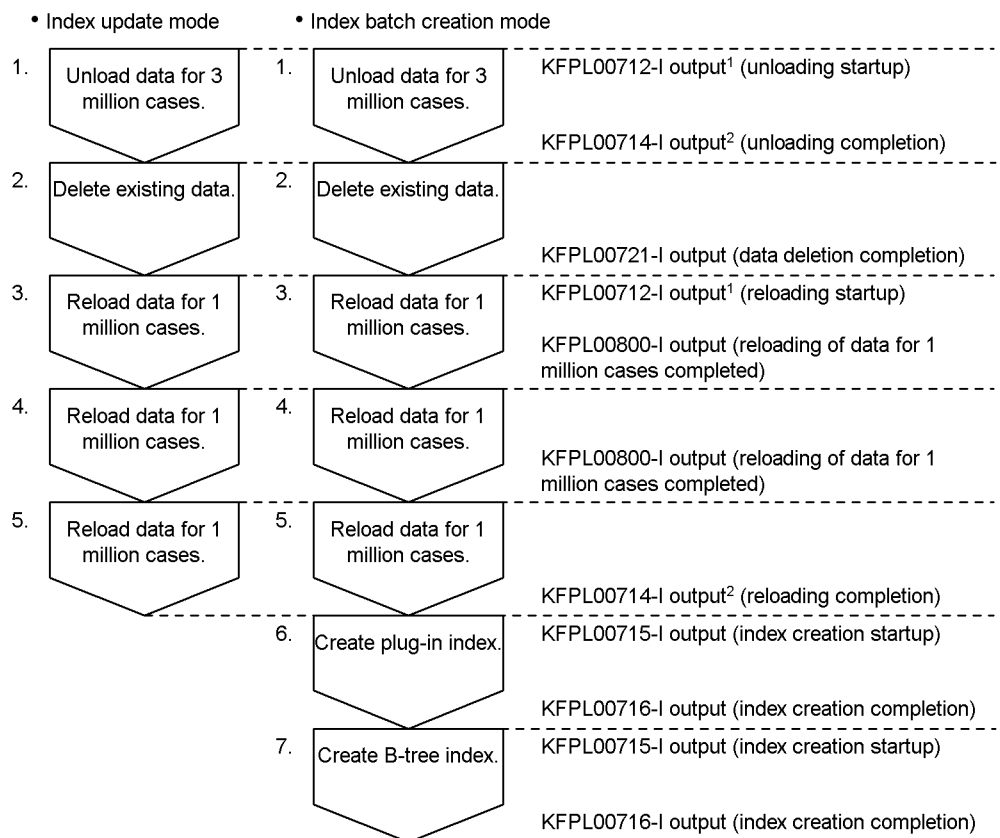 • Index update mode
• Index batch creation mode
1.
Unload data for 3
million cases.
1.
Unload data for 3
million cases.
KFPL00712-I output¹ (unloading startup)
KFPL00714-I output² (unloading completion)
2.
Delete existing data.
2.
Delete existing data.
KFPL00721-I output (data deletion completion)
3.
Reload data for 1
million cases.
3.
Reload data for 1
million cases.
KFPL00712-I output¹ (reloading startup)
KFPL00800-I output (reloading of data for 1
million cases completed)
4.
Reload data for 1
million cases.
4.
Reload data for 1
million cases.
KFPL00800-I output (reloading of data for 1
million cases completed)
5.
Reload data for 1
million cases.
5.
Reload data for 1
million cases.
KFPL00714-I output² (reloading completion)
6.
Create plug-in index.
KFPL00715-I output (index creation startup)
KFPL00716-I output (index creation completion)
7.
Create B-tree index.
KFPL00715-I output (index creation startup)
KFPL00716-I output (index creation completion)